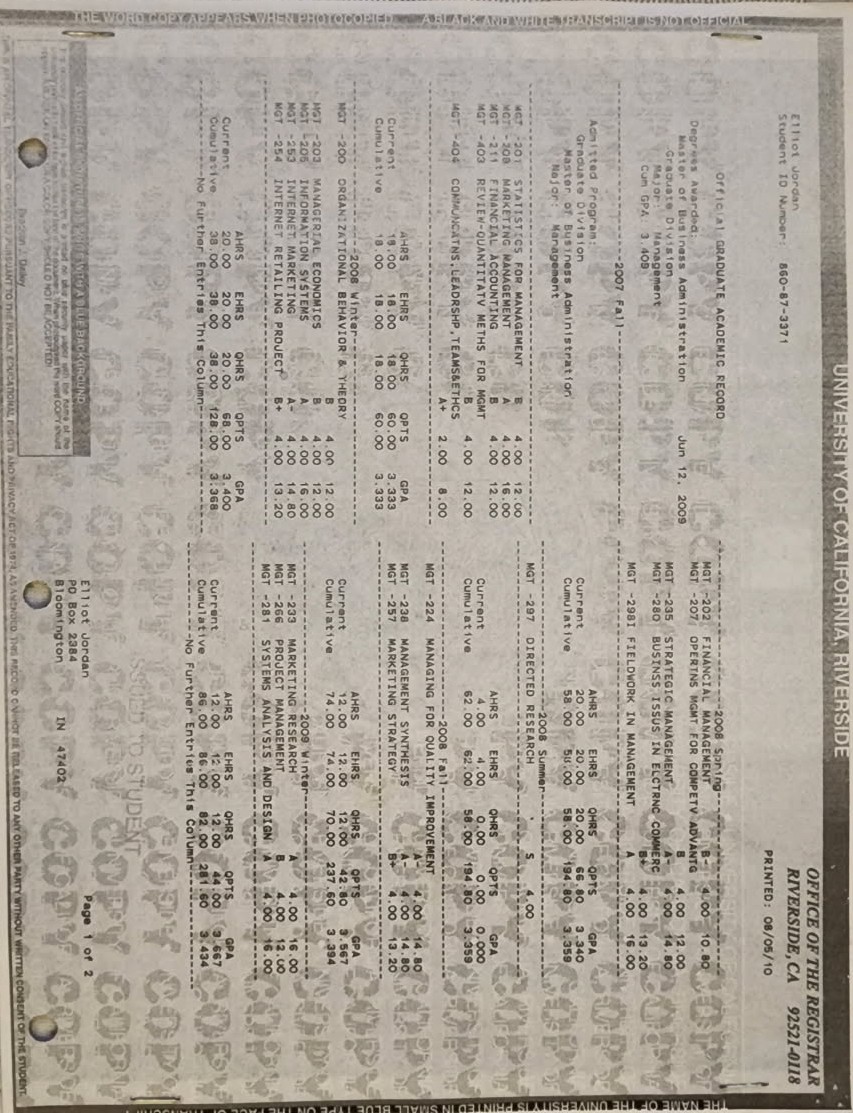 THE WORD COPY APPEARS WHEN PHOTOCOPIED. A BLACK AND WHITE TRANSCRIPT IS NOT OFFICIAL
UNIVERSITY OF CALIFORNIA, RIVERSIDE
OFFICE OF THE REGISTRAR
RIVERSIDE, CA 92521-0118
Elliot Jordan
Student ID Number: 860-87-3371
PRINTED: 08/05/10
Official GRADUATE ACADEMIC RECORD
Degrees Awarded:
Master of Business Administration Jun 12, 2009
Graduate Division
Major: Management
Cum GPA: 3.409
2007 Fall
Admitted Program:
Graduate Division
Master of Business Administration
Major: Management
MGT -201 STATISTICS FOR MANAGEMENT B 4.00 12.00
MARKETING MANAGEMENT A 4.00 16.00
MGT -211 FINANCIAL ACCOUNTING B 4.00 12.00
MGT -403 REVIEW-QUANTITATV METHS FOR MGMT
B 4.00 12.00
MGT -404 COMMUNCATNS,LEADRSHP,TEAMS&ETHCS
A+ 2.00 8.00
AHRS EHRS QHRS QPTS GPA
Current 18.00 18.00 18.00 60.00 3.333
Cumulative 18.00 18.00 18.00 60.00 3.333
2008 Winter
MGT -200 ORGANIZATIONAL BEHAVIOR & THEORY
B 4.00 12.00
MGT -203 MANAGERIAL ECONOMICS B 4.00 12.00
MGT -205 INFORMATION SYSTEMS A 4.00 16.00
MGT -253 INTERNET MARKETING A- 4.00 14.80
MGT -254 INTERNET RETAILING PROJECT B+ 4.00 13.20
AHRS EHRS QHRS QPTS GPA
Current 20.00 20.00 20.00 68.00 3.400
Cumulative 38.00 38.00 38.00 128.00 3.368
No Further Entries This Column
2008 Spring
MGT -202 FINANCIAL MANAGEMENT B- 4.00 10.80
MGT -207 OPERTNS MGMT FOR COMPETV ADVANTG
B 4.00 12.00
MGT -235 STRATEGIC MANAGEMENT A- 4.00 14.80
MGT -280 BUSINSS ISSUS IN ELCTRNC COMMERC
B+ 4.00 13.20
MGT -298I FIELDWORK IN MANAGEMENT A 4.00 16.00
AHRS EHRS QHRS QPTS GPA
Current 20.00 20.00 20.00 66.80 3.340
Cumulative 58.00 58.00 58.00 194.80 3.359
2008 Summer
MGT -297 DIRECTED RESEARCH S 4.00
AHRS EHRS QHRS QPTS GPA
Current 4.00 4.00 0.00 0.00 0.000
Cumulative 62.00 62.00 58.00 194.80 3.359
2008 Fall
MGT -224 MANAGING FOR QUALITY IMPROVEMENT
A- 4.00 14.80
MGT -238 MANAGEMENT SYNTHESIS A- 4.00 14.80
MGT -257 MARKETING STRATEGY B+ 4.00 13.20
AHRS EHRS QHRS QPTS GPA
Current 12.00 12.00 12.00 42.80 3.567
Cumulative 74.00 74.00 70.00 237.60 3.394
2009 Winter
MGT -233 MARKETING RESEARCH A 4.00 16.00
MGT -266 PROJECT MANAGEMENT B 4.00 12.00
MGT -281 SYSTEMS ANALYSIS AND DESIGN A 4.00 16.00
AHRS EHRS QHRS QPTS GPA
Current 12.00 12.00 12.00 44.00 3.667
Cumulative 86.00 86.00 82.00 281.60 3.434
No Further Entries This Column
ISSUED TO STUDENT
Elliot Jordan
PO Box 2384
Bloomington IN 47402
Page 1 of 2
PURSUANT TO THE FAMILY EDUCATIONAL RIGHTS AND PRIVACY ACT OF 1974, AS AMENDED, THIS RECORD CANNOT BE RELEASED TO ANY OTHER PARTY WITHOUT WRITTEN CONSENT OF THE STUDENT.
THE NAME OF THE UNIVERSITY IS PRINTED IN SMALL BLUE TYPE ON THE FACE OF
COPY COPY COPY COPY COPY COPY